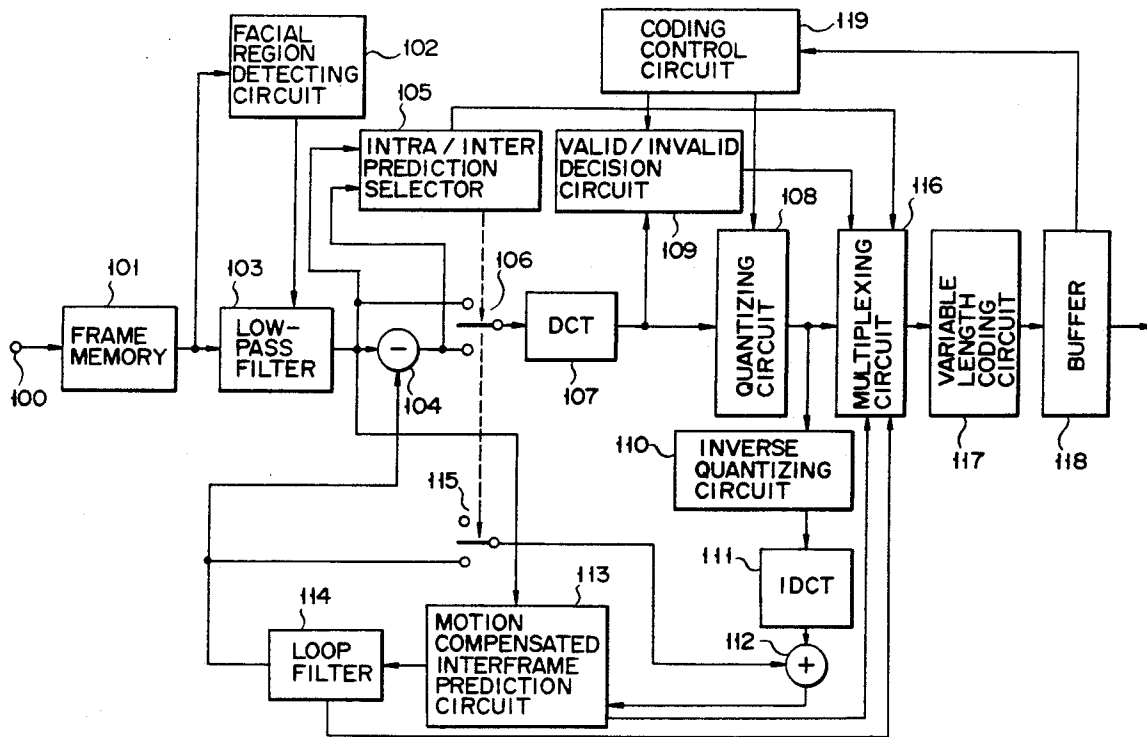 119
CODING
CONTROL
CIRCUIT
FACIAL
REGION
DETECTING
CIRCUIT
102
105
INTRA / INTER
PREDICTION
SELECTOR
VALID / INVALID
DECISION
CIRCUIT
109
108
116
101
FRAME
MEMORY
100
103
LOW-
PASS
FILTER
−
104
106
DCT
107
QUANTIZING
CIRCUIT
MULTIPLEXING
CIRCUIT
VARIABLE
LENGTH
CODING
CIRCUIT
117
BUFFER
118
110
INVERSE
QUANTIZING
CIRCUIT
115
111
IDCT
112
+
113
MOTION
COMPENSATED
INTERFRAME
PREDICTION
CIRCUIT
114
LOOP
FILTER